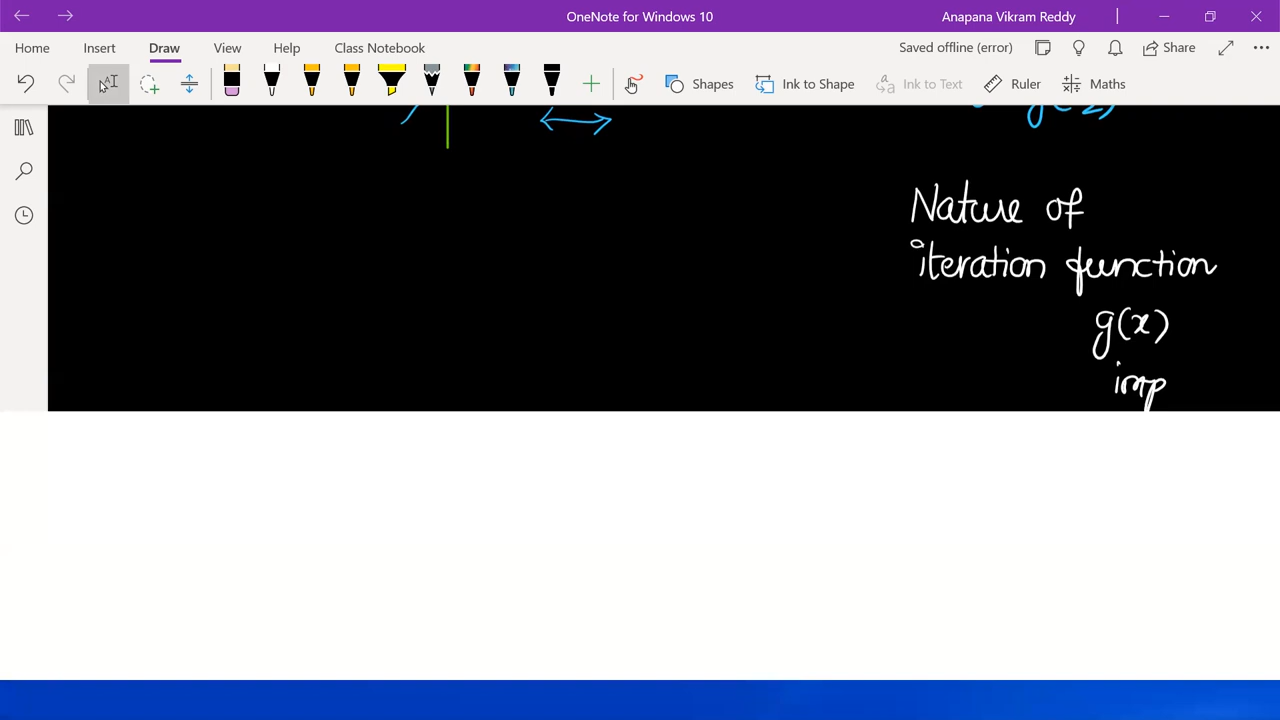 OneNote for Windows 10
Anapana Vikram Reddy
Home Insert Draw View Help Class Notebook
Saved offline (error) Share
Shapes Ink to Shape Ink to Text Ruler Maths
Nature of
iteration function
g(x)
imp